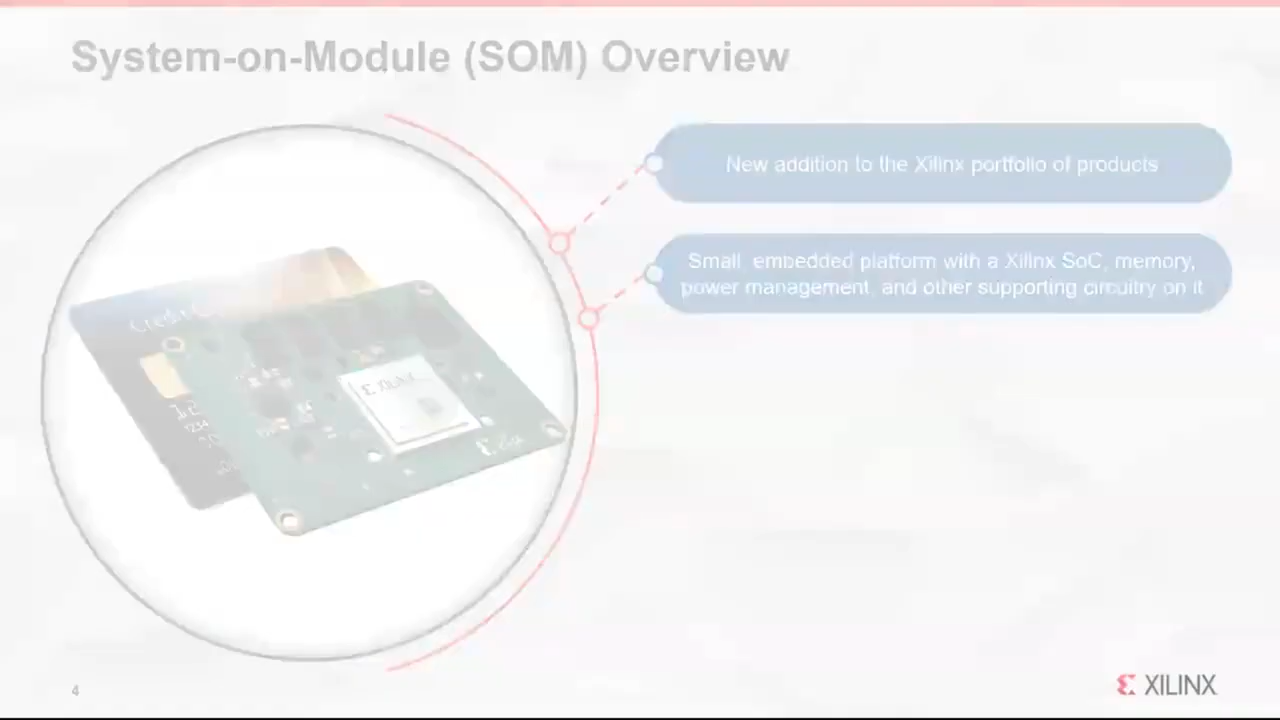 System-on-Module (SOM) Overview
New addition to the Xilinx portfolio of products
Small, embedded platform with a Xilinx SoC, memory,
power management, and other supporting circuitry on it
XILINX
4
XILINX